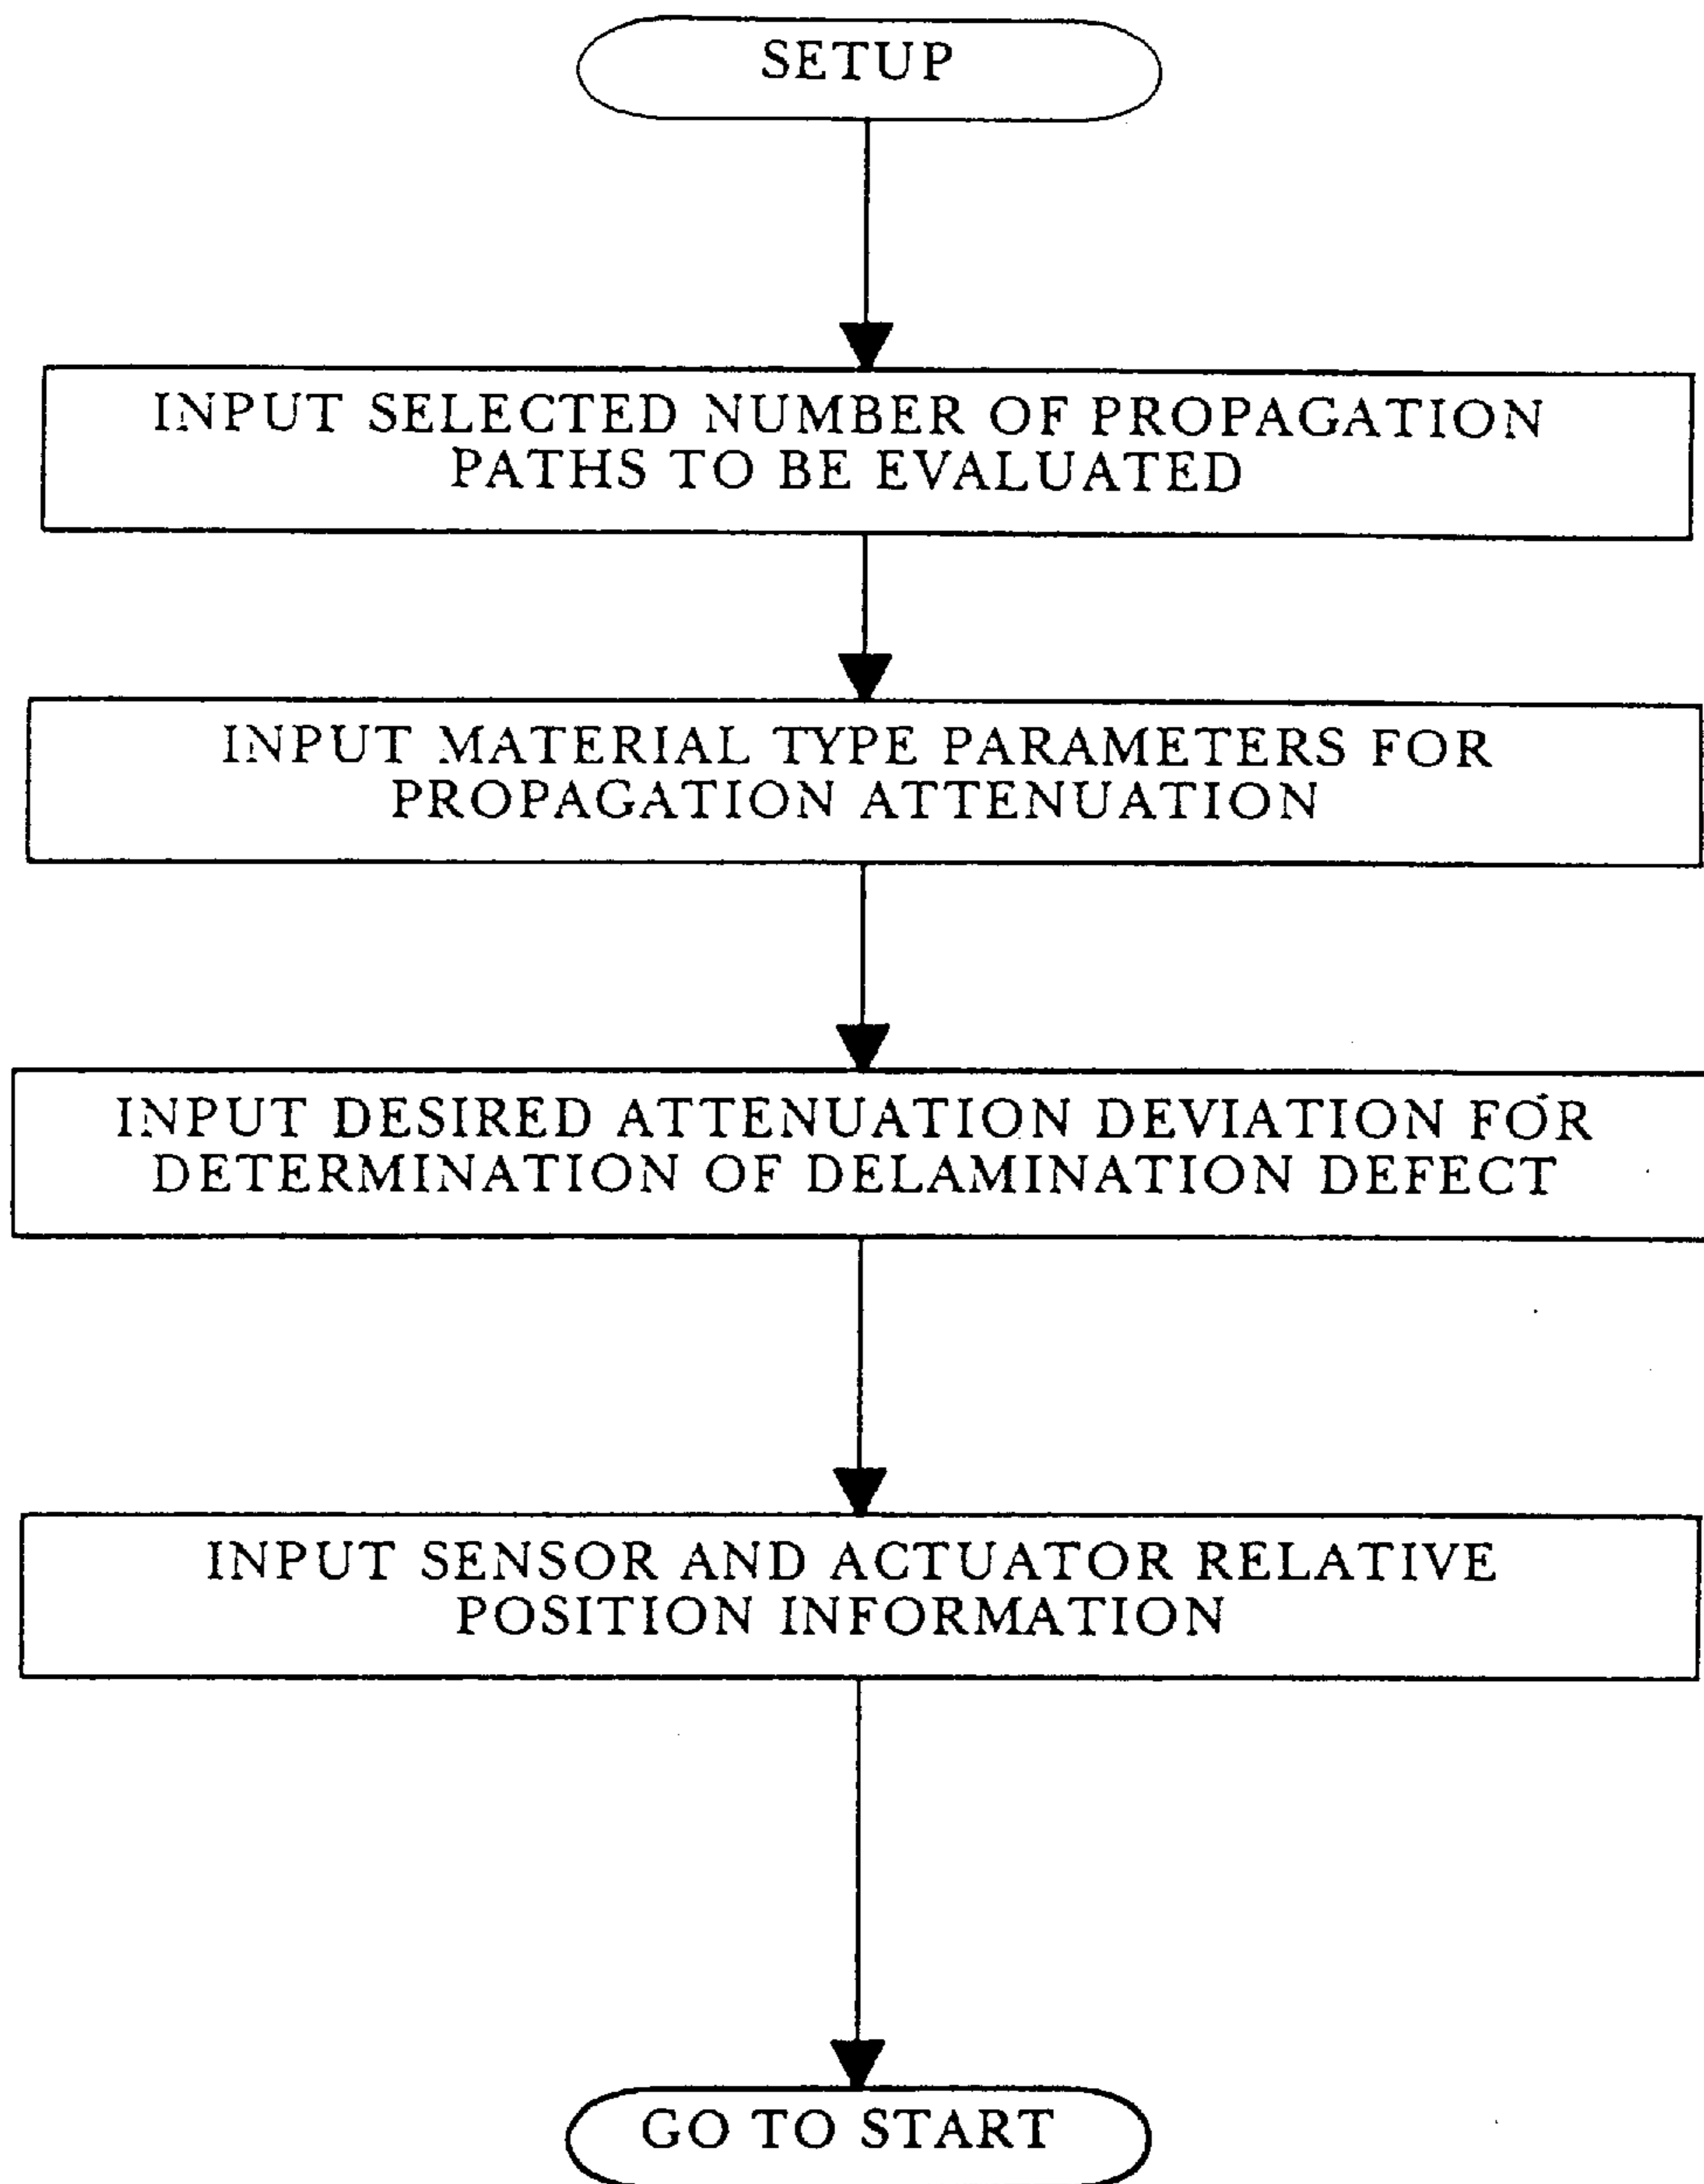 SETUP
INPUT SELECTED NUMBER OF PROPAGATION
PATHS TO BE EVALUATED
INPUT MATERIAL TYPE PARAMETERS FOR
PROPAGATION ATTENUATION
INPUT DESIRED ATTENUATION DEVIATION FOR
DETERMINATION OF DELAMINATION DEFECT
INPUT SENSOR AND ACTUATOR RELATIVE
POSITION INFORMATION
GO TO START